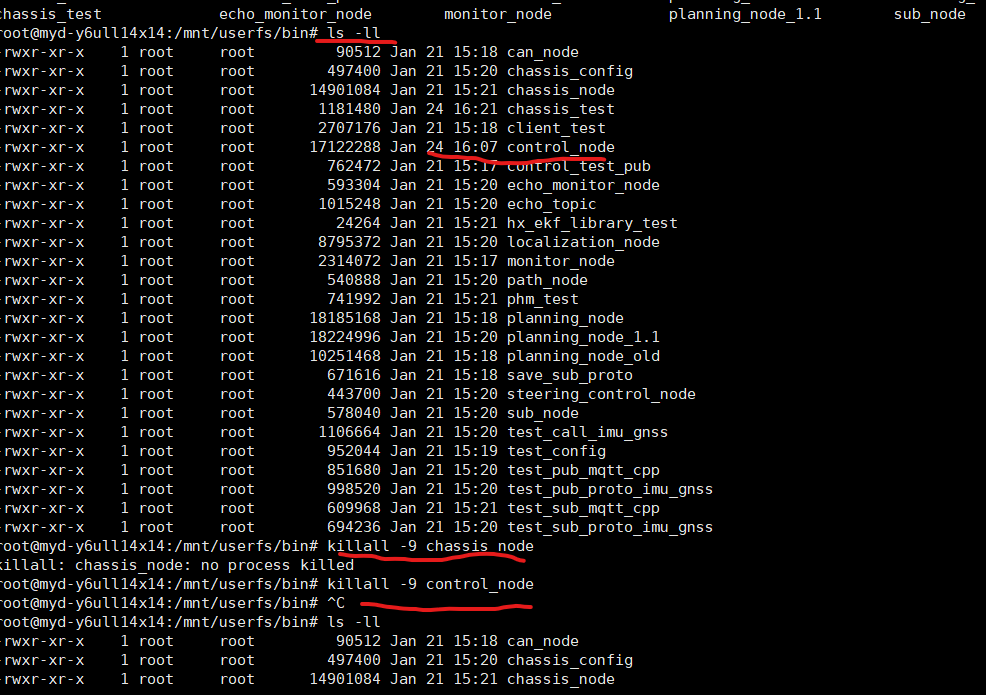 chassis_test echo_monitor_node monitor_node planning_node_1.1 sub_node
root@myd-y6ull14x14:/mnt/userfs/bin# ls -ll
-rwxr-xr-x 1 root root 90512 Jan 21 15:18 can_node
-rwxr-xr-x 1 root root 497400 Jan 21 15:20 chassis_config
-rwxr-xr-x 1 root root 14901084 Jan 21 15:21 chassis_node
-rwxr-xr-x 1 root root 1181480 Jan 24 16:21 chassis_test
-rwxr-xr-x 1 root root 2707176 Jan 21 15:18 client_test
-rwxr-xr-x 1 root root 17122288 Jan 24 16:07 control_node
-rwxr-xr-x 1 root root 762472 Jan 21 15:17 control_test_pub
-rwxr-xr-x 1 root root 593304 Jan 21 15:20 echo_monitor_node
-rwxr-xr-x 1 root root 1015248 Jan 21 15:20 echo_topic
-rwxr-xr-x 1 root root 24264 Jan 21 15:21 hx_ekf_library_test
-rwxr-xr-x 1 root root 8795372 Jan 21 15:20 localization_node
-rwxr-xr-x 1 root root 2314072 Jan 21 15:17 monitor_node
-rwxr-xr-x 1 root root 540888 Jan 21 15:20 path_node
-rwxr-xr-x 1 root root 741992 Jan 21 15:21 phm_test
-rwxr-xr-x 1 root root 18185168 Jan 21 15:18 planning_node
-rwxr-xr-x 1 root root 18224996 Jan 21 15:20 planning_node_1.1
-rwxr-xr-x 1 root root 10251468 Jan 21 15:18 planning_node_old
-rwxr-xr-x 1 root root 671616 Jan 21 15:18 save_sub_proto
-rwxr-xr-x 1 root root 443700 Jan 21 15:20 steering_control_node
-rwxr-xr-x 1 root root 578040 Jan 21 15:20 sub_node
-rwxr-xr-x 1 root root 1106664 Jan 21 15:20 test_call_imu_gnss
-rwxr-xr-x 1 root root 952044 Jan 21 15:19 test_config
-rwxr-xr-x 1 root root 851680 Jan 21 15:20 test_pub_mqtt_cpp
-rwxr-xr-x 1 root root 998520 Jan 21 15:20 test_pub_proto_imu_gnss
-rwxr-xr-x 1 root root 609968 Jan 21 15:21 test_sub_mqtt_cpp
-rwxr-xr-x 1 root root 694236 Jan 21 15:20 test_sub_proto_imu_gnss
root@myd-y6ull14x14:/mnt/userfs/bin# killall -9 chassis_node
killall: chassis_node: no process killed
root@myd-y6ull14x14:/mnt/userfs/bin# killall -9 control_node
root@myd-y6ull14x14:/mnt/userfs/bin# ^C
root@myd-y6ull14x14:/mnt/userfs/bin# ls -ll
-rwxr-xr-x 1 root root 90512 Jan 21 15:18 can_node
-rwxr-xr-x 1 root root 497400 Jan 21 15:20 chassis_config
-rwxr-xr-x 1 root root 14901084 Jan 21 15:21 chassis_node